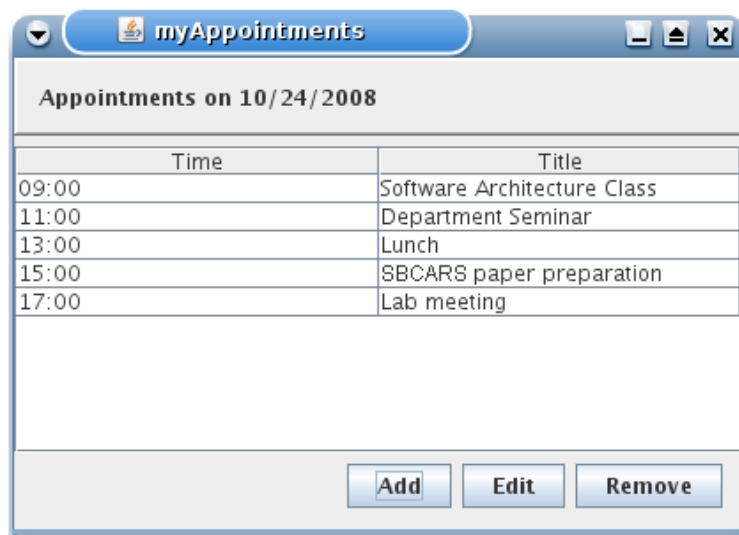 myAppointments
Appointments on 10/24/2008
Time Title
09:00 Software Architecture Class
11:00 Department Seminar
13:00 Lunch
15:00 SBCARS paper preparation
17:00 Lab meeting
Add Edit Remove